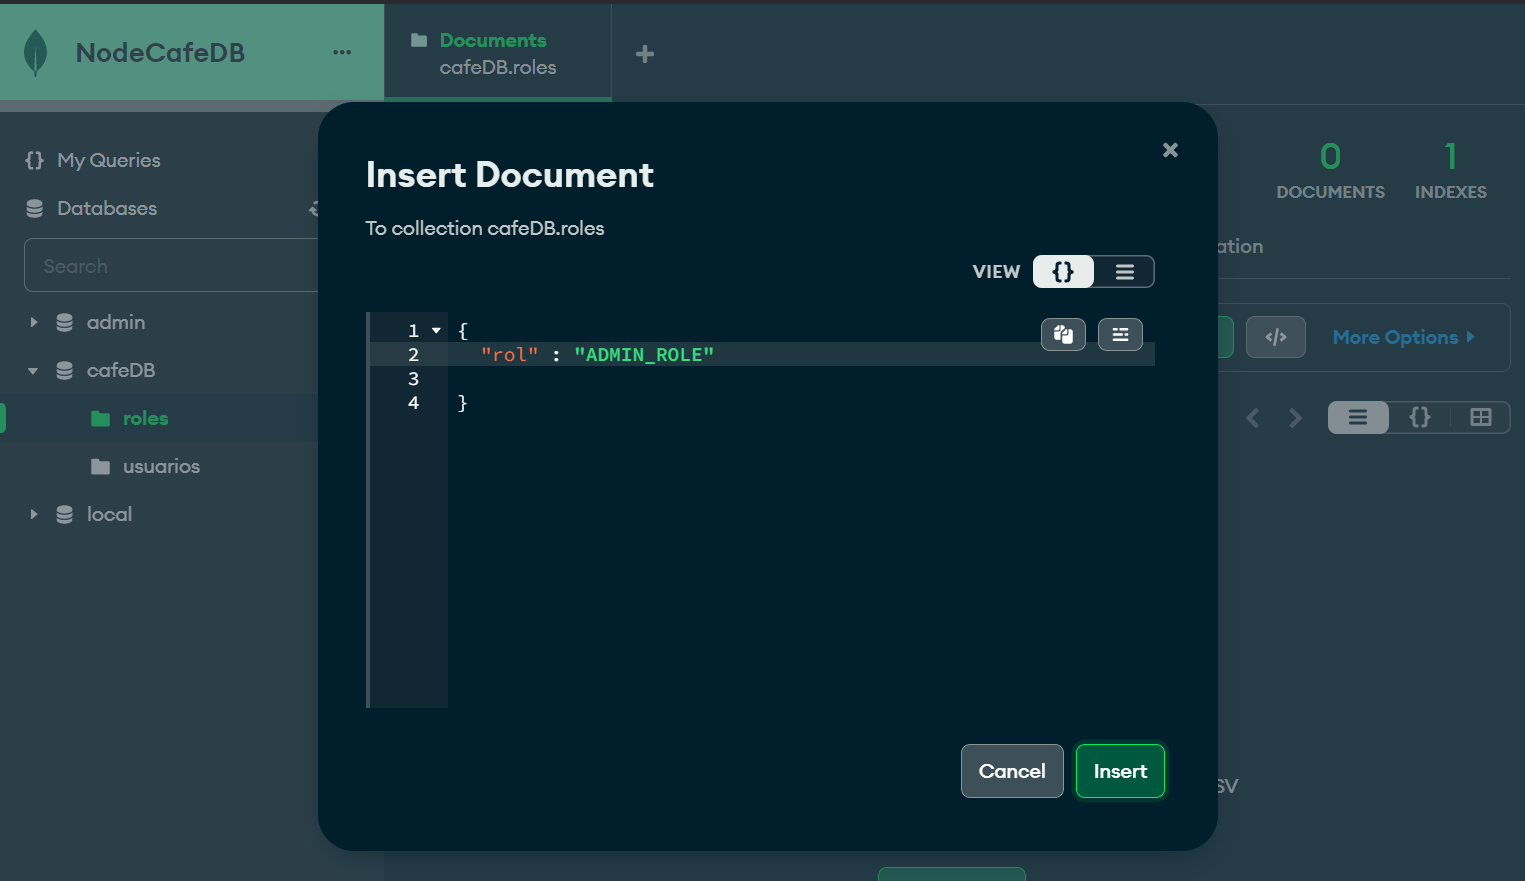 NodeCafeDB
Documents
cafeDB.roles
My Queries
Databases
Search
admin
cafeDB
roles
usuarios
local
Insert Document
To collection cafeDB.roles
VIEW
1 {
2 "rol" : "ADMIN_ROLE"
3
4 }
Cancel
Insert
0
DOCUMENTS
1
INDEXES
ation
</>
More Options
SV